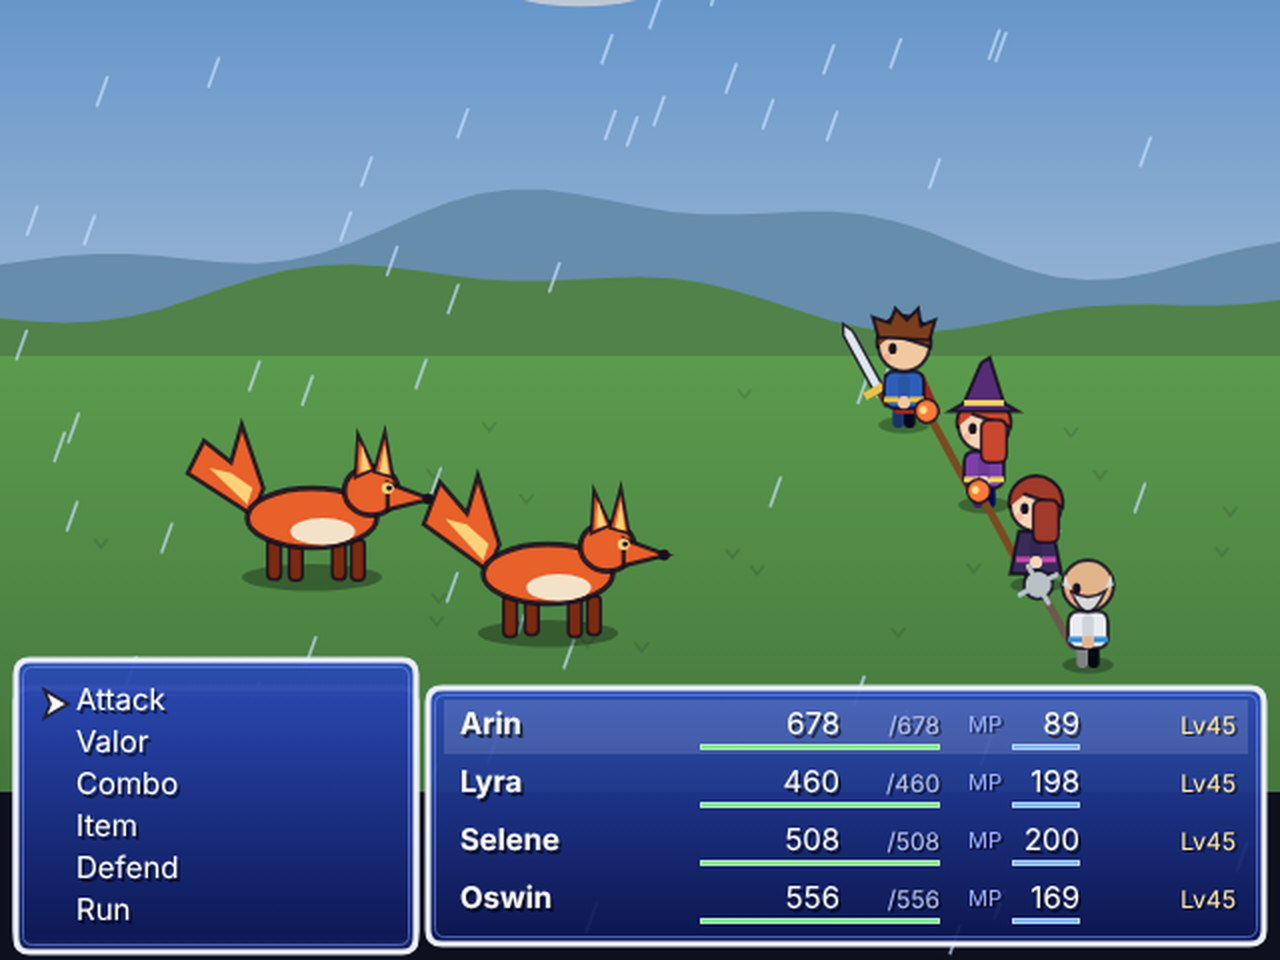 Attack
Valor
Combo
Item
Defend
Run
Arin 678 /678 MP 89 Lv45
Lyra 460 /460 MP 198 Lv45
Selene 508 /508 MP 200 Lv45
Oswin 556 /556 MP 169 Lv45